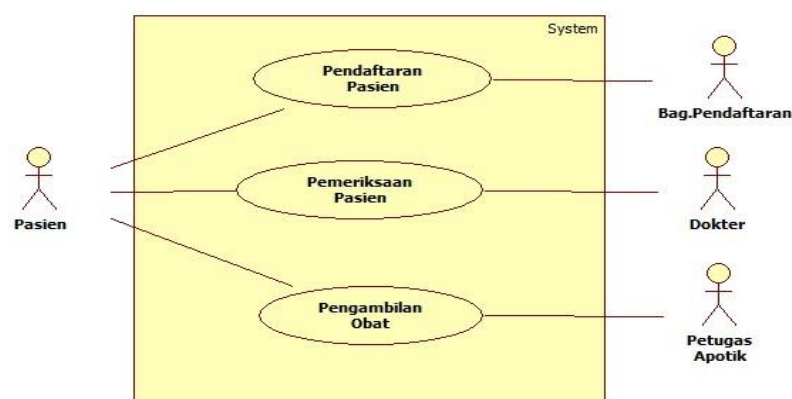 System
Pendaftaran
Pasien
Bag.Pendaftaran
Pasien
Pemeriksaan
Pasien
Dokter
Pengambilan
Obat
Petugas
Apotik